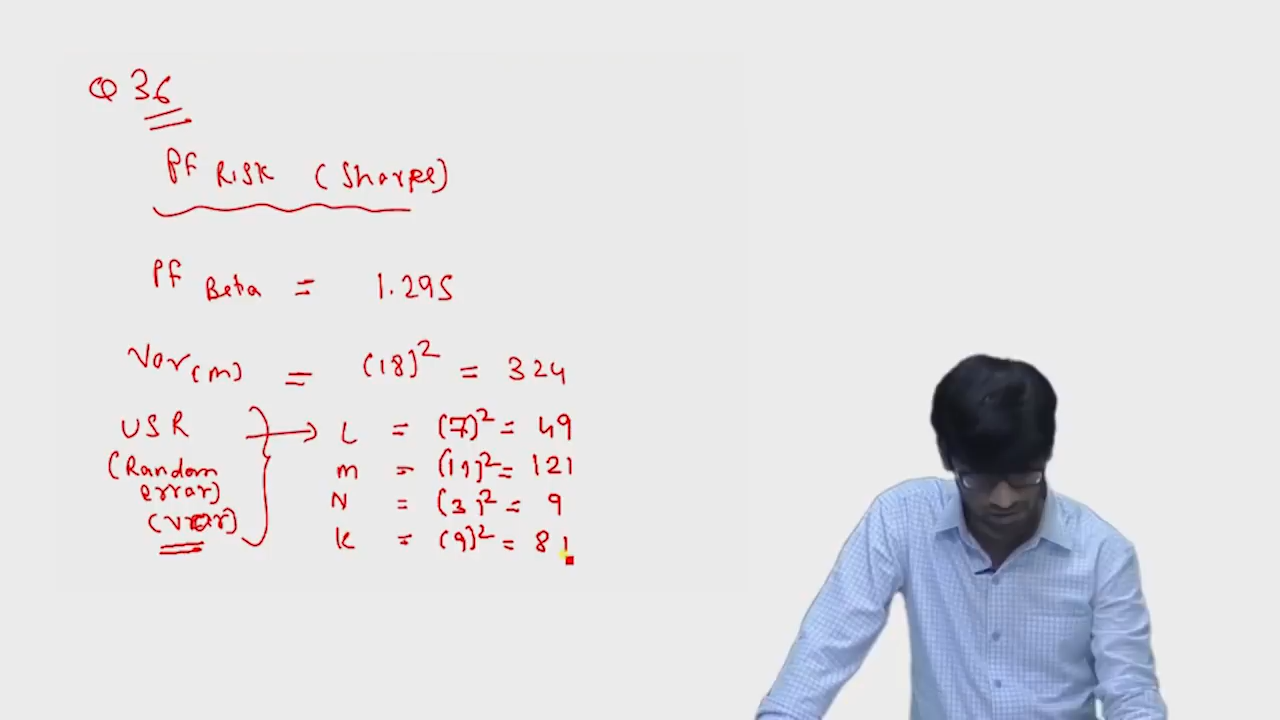 Q 36
Pf Risk (Sharpe)
Pf Beta = 1.295
Var(m) = (18)² = 324
USR → L = (7)² = 49
(Random m = (11)² = 121
error) N = (3)² = 9
(var) K = (9)² = 81